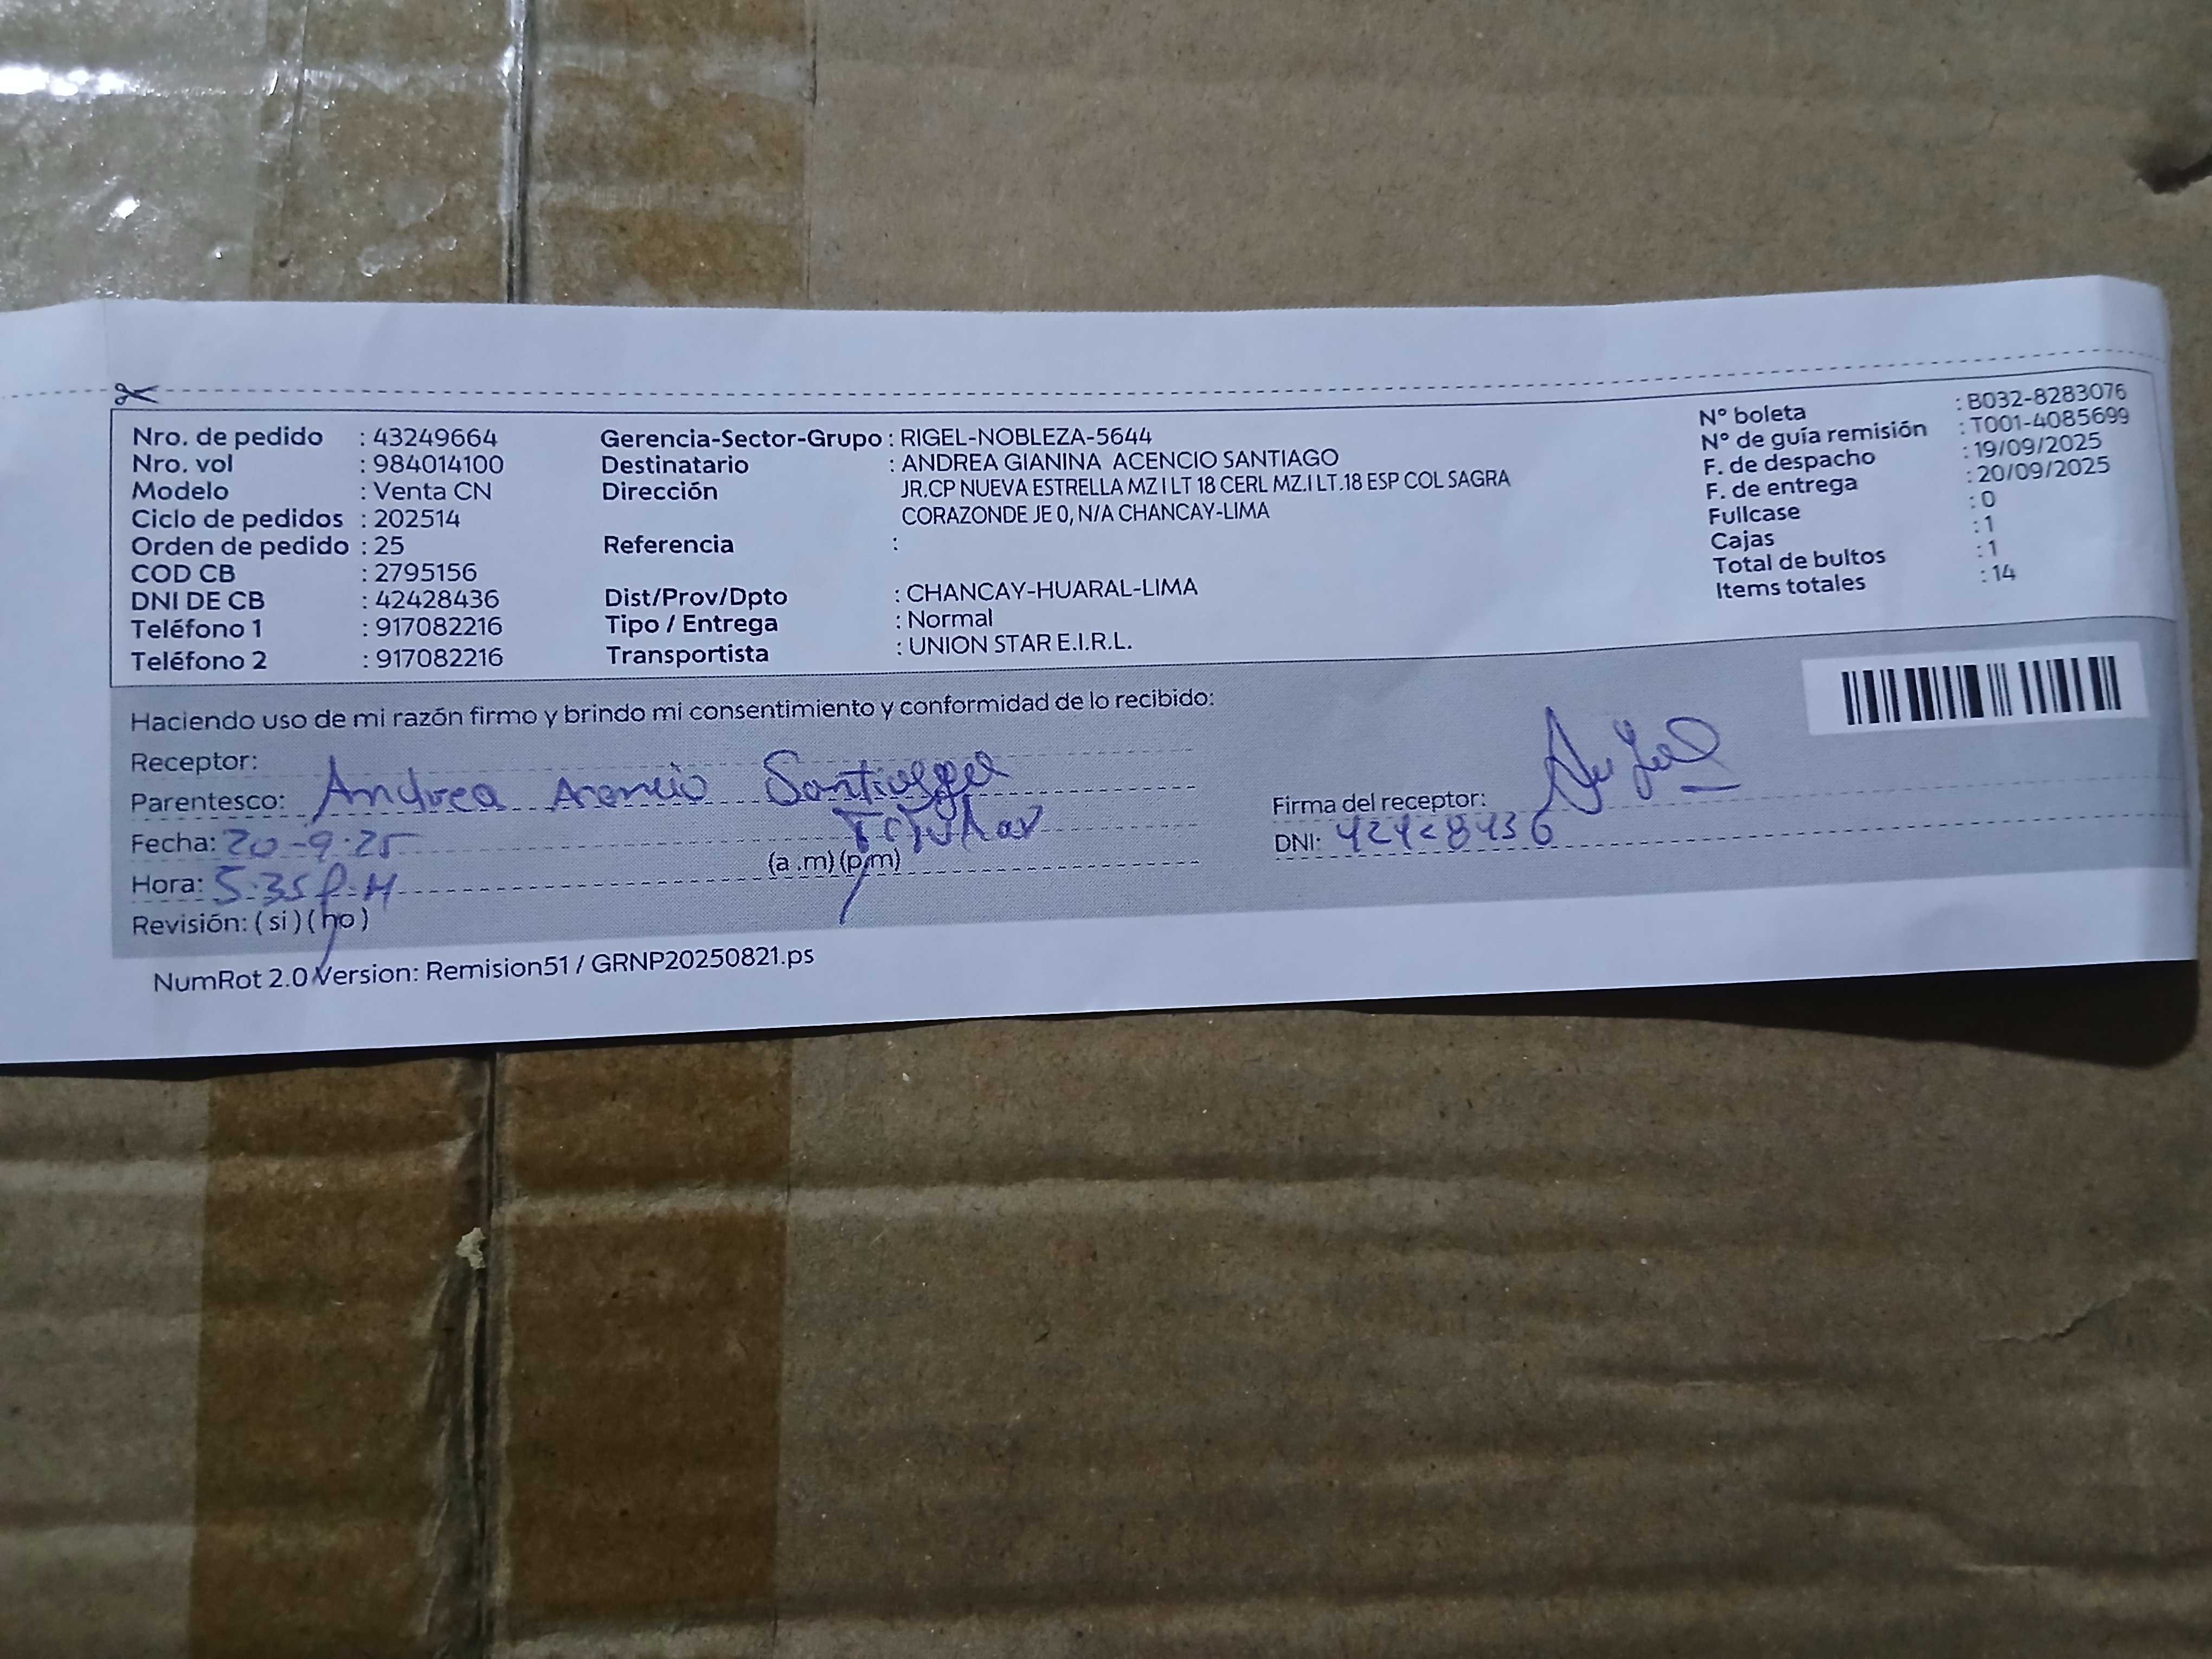 Nro. de pedido : 43249664
Nro. vol : 984014100
Modelo : Venta CN
Ciclo de pedidos : 202514
Orden de pedido : 25
COD CB : 2795156
DNI DE CB : 42428436
Teléfono 1 : 917082216
Teléfono 2 : 917082216
Gerencia-Sector-Grupo : RIGEL-NOBLEZA-5644
Destinatario : ANDREA GIANINA ACENCIO SANTIAGO
Dirección JR.CP NUEVA ESTRELLA MZ I LT 18 CERL MZ.I LT.18 ESP COL SAGRA
CORAZONDE JE 0, N/A CHANCAY-LIMA
Referencia :
Dist/Prov/Dpto : CHANCAY-HUARAL-LIMA
Tipo / Entrega : Normal
Transportista : UNION STAR E.I.R.L.
N° boleta : B032-8283076
N° de guía remisión : T001-4085699
F. de despacho : 19/09/2025
F. de entrega : 20/09/2025
Fullcase : 0
Cajas : 1
Total de bultos : 1
Items totales : 14
Haciendo uso de mi razón firmo y brindo mi consentimiento y conformidad de lo recibido:
Receptor: Andrea Acencio Santiago
Parentesco: Titular
Fecha: 20-9-25
Hora: 5:35 P.M (a .m) (p.m)
Revisión: ( si ) ( no )
Firma del receptor:
DNI: 42428436
NumRot 2.0 Version: Remision51 / GRNP20250821.ps